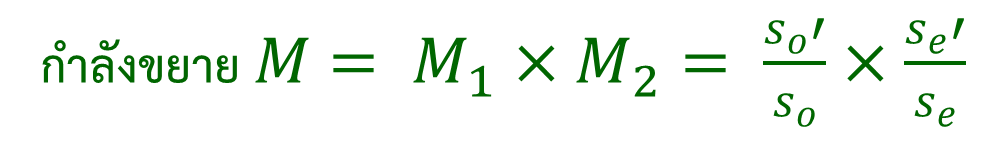 กำลังขยาย M = M₁ × M₂ = sₒ′/sₒ × sₑ′/sₑ